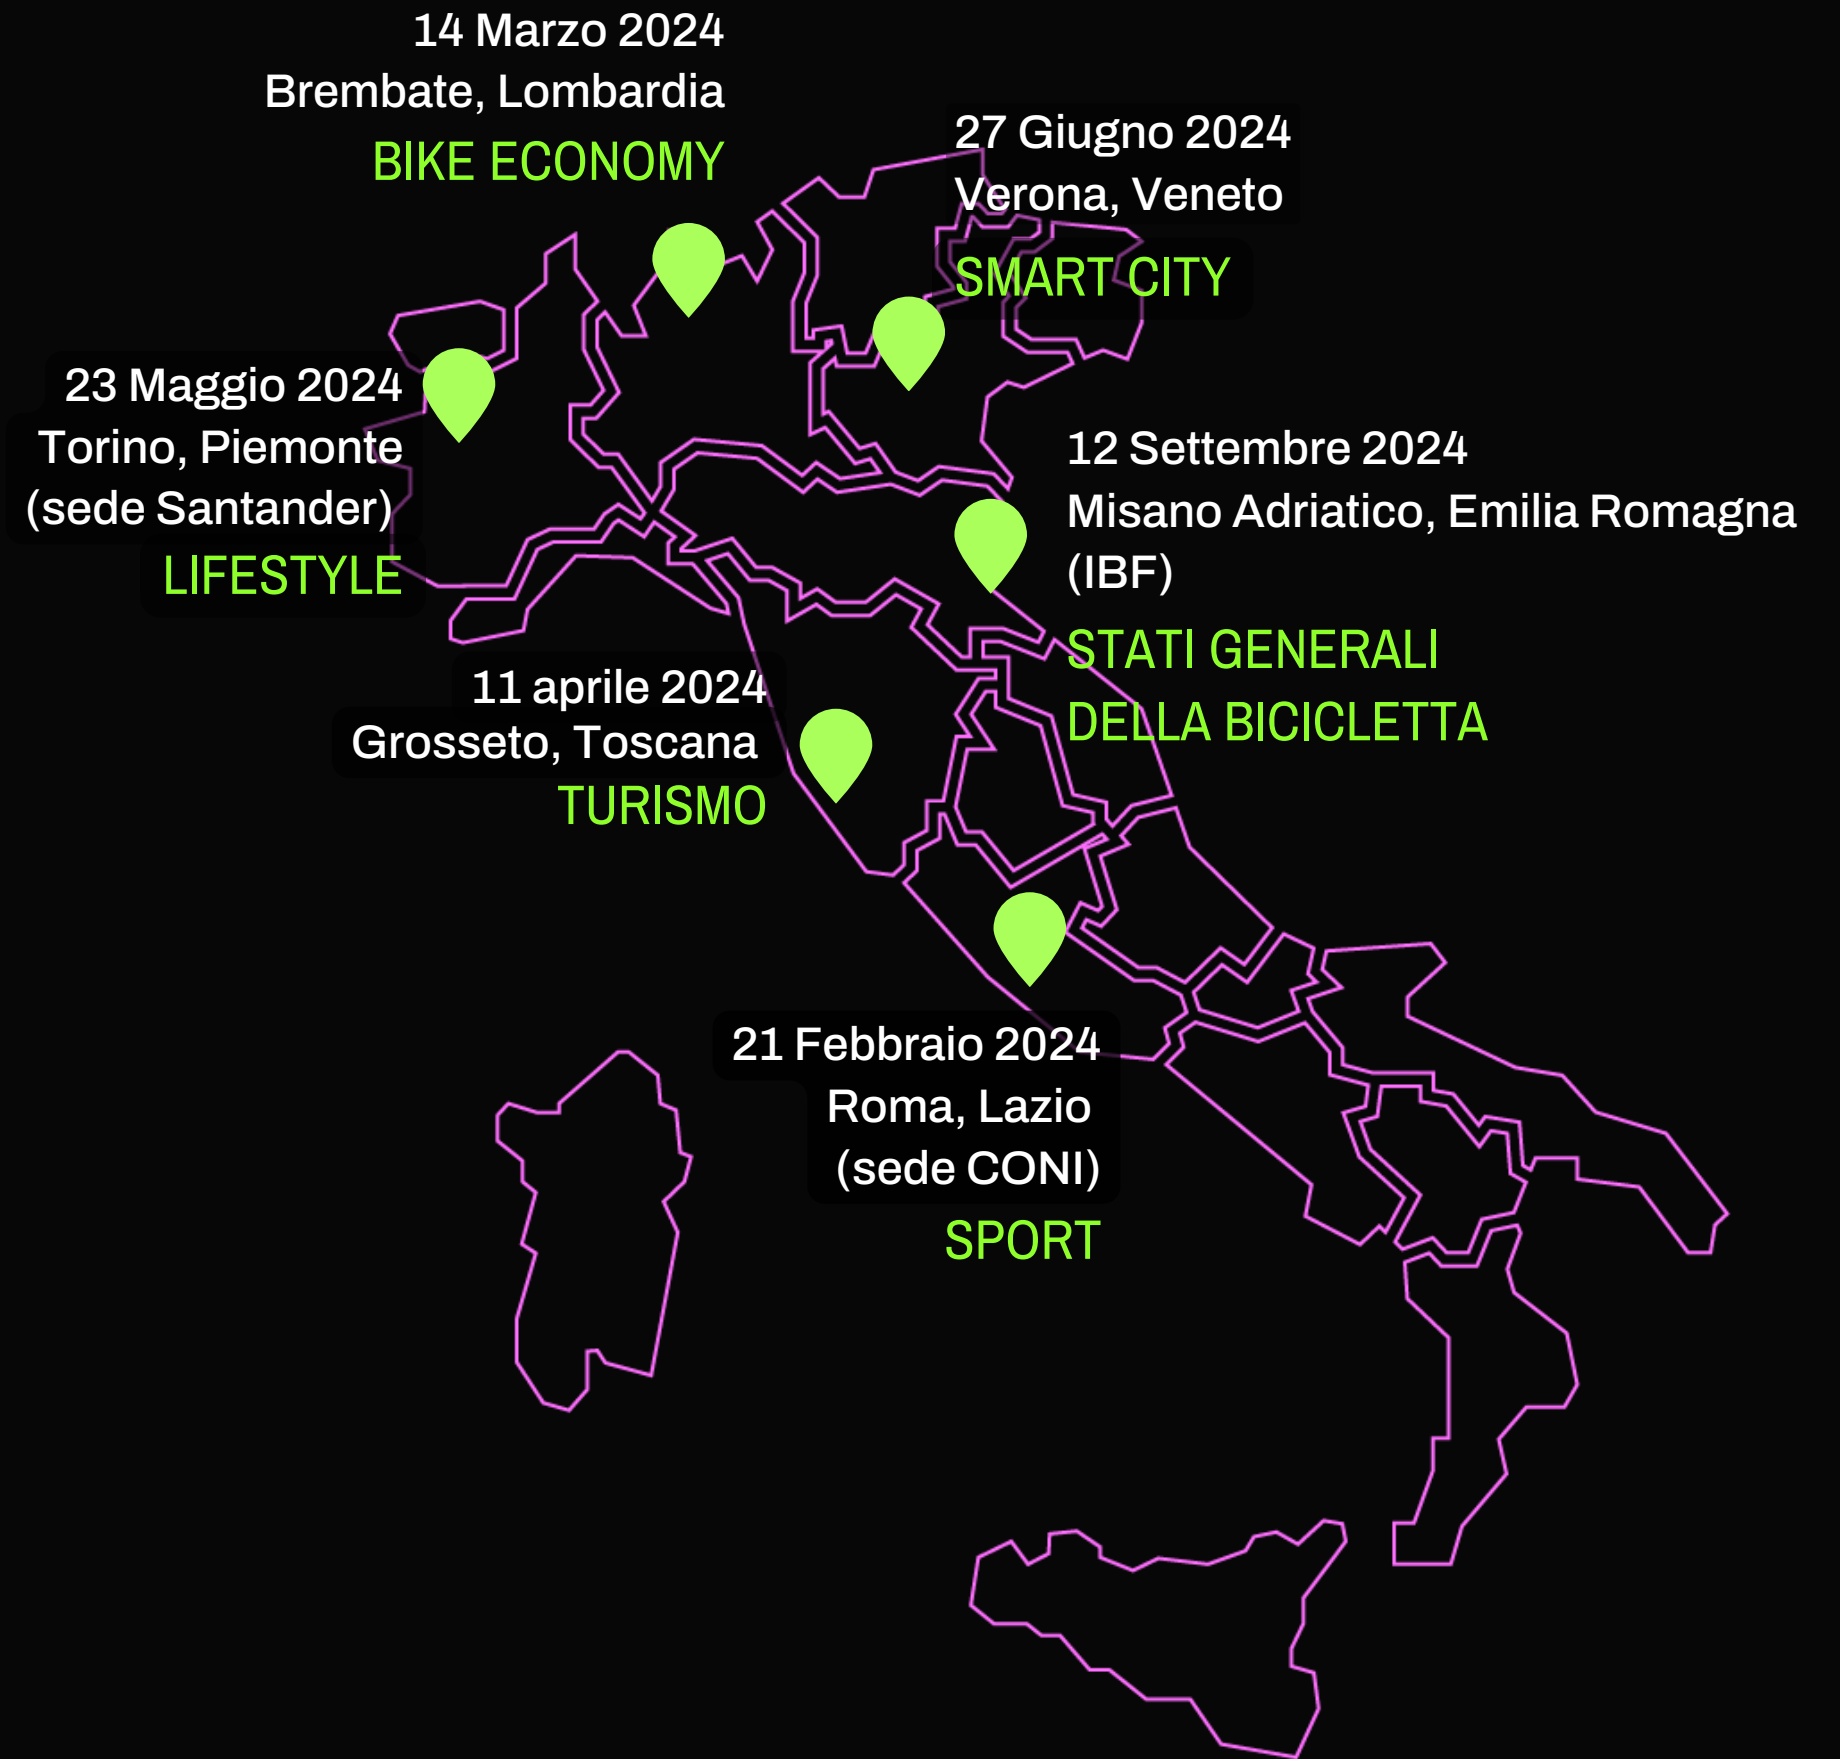 14 Marzo 2024
Brembate, Lombardia
BIKE ECONOMY
27 Giugno 2024
Verona, Veneto
SMART CITY
23 Maggio 2024
Torino, Piemonte
(sede Santander)
LIFESTYLE
12 Settembre 2024
Misano Adriatico, Emilia Romagna
(IBF)
STATI GENERALI
DELLA BICICLETTA
11 aprile 2024
Grosseto, Toscana
TURISMO
21 Febbraio 2024
Roma, Lazio
(sede CONI)
SPORT